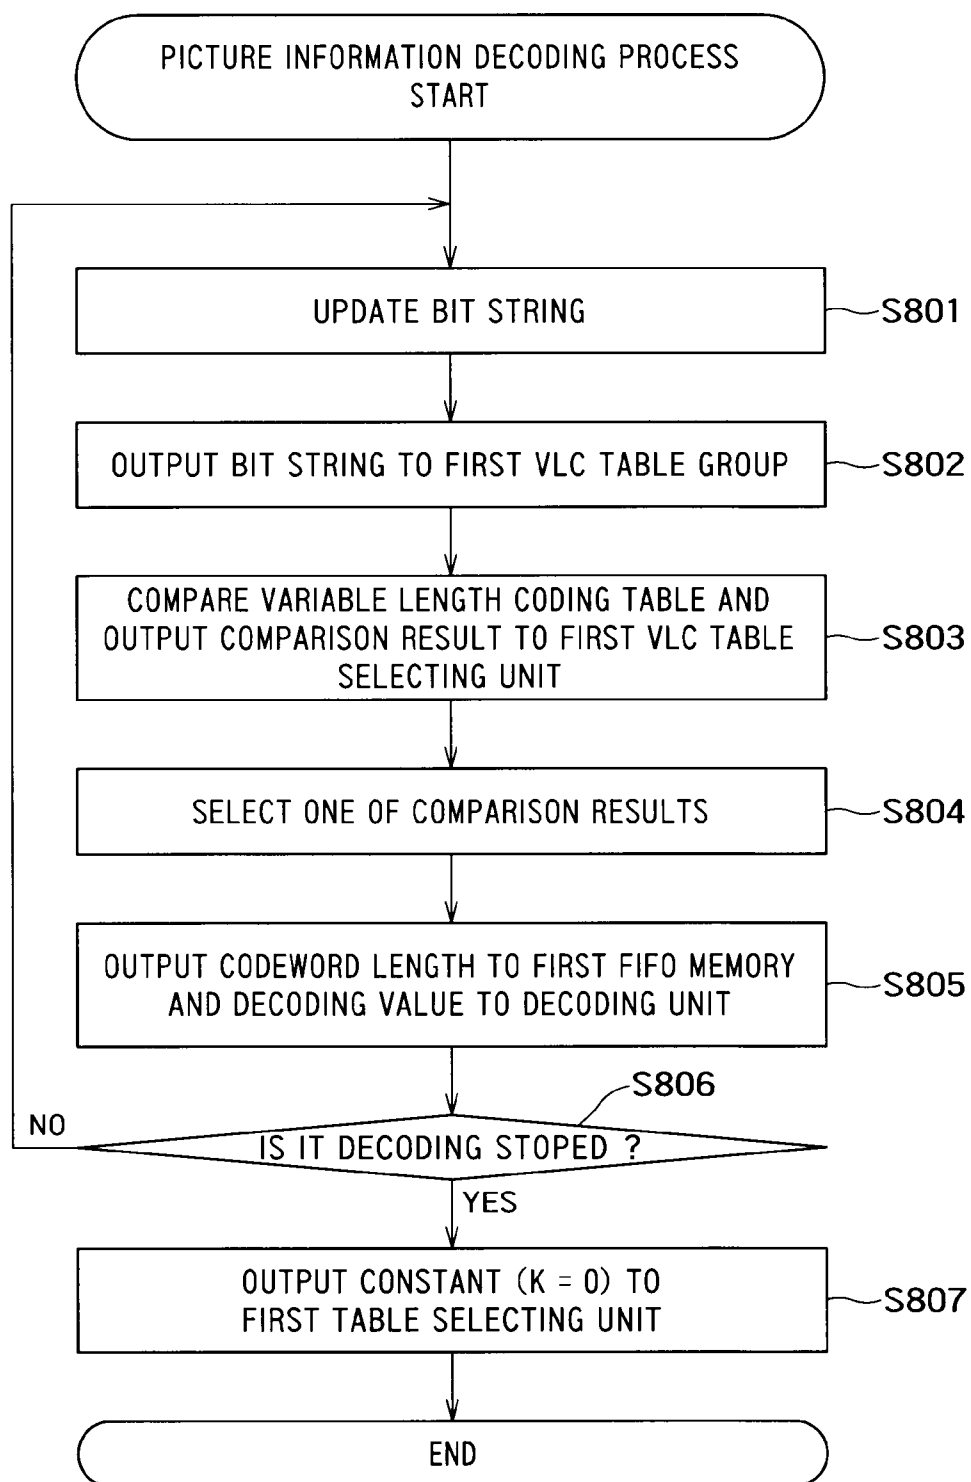 PICTURE INFORMATION DECODING PROCESS
START
UPDATE BIT STRING
S801
OUTPUT BIT STRING TO FIRST VLC TABLE GROUP
S802
COMPARE VARIABLE LENGTH CODING TABLE AND
OUTPUT COMPARISON RESULT TO FIRST VLC TABLE
SELECTING UNIT
S803
SELECT ONE OF COMPARISON RESULTS
S804
OUTPUT CODEWORD LENGTH TO FIRST FIFO MEMORY
AND DECODING VALUE TO DECODING UNIT
S805
S806
NO
IS IT DECODING STOPED ?
YES
OUTPUT CONSTANT (K = 0) TO
FIRST TABLE SELECTING UNIT
S807
END